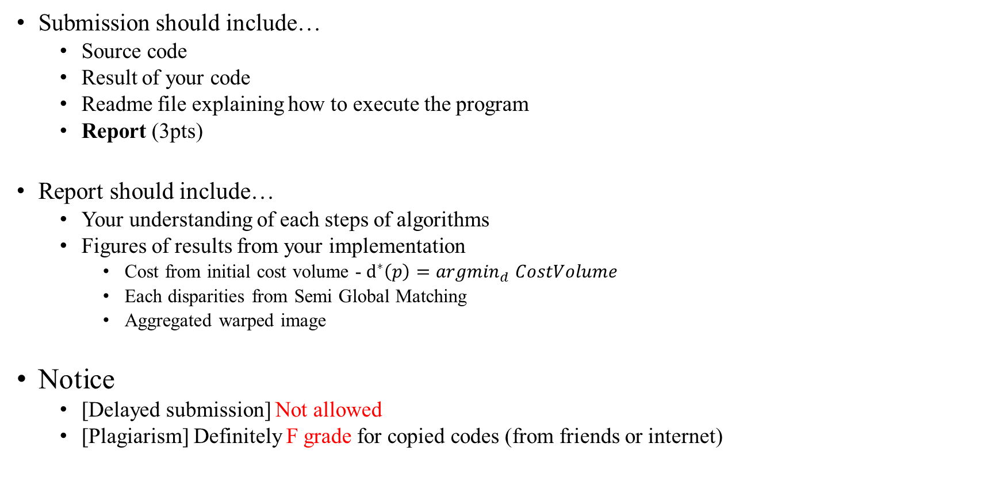 • Submission should include…
• Source code
• Result of your code
• Readme file explaining how to execute the program
• Report (3pts)
• Report should include…
• Your understanding of each steps of algorithms
• Figures of results from your implementation
• Cost from initial cost volume - d*(p) = argmin_d CostVolume
• Each disparities from Semi Global Matching
• Aggregated warped image
• Notice
• [Delayed submission] Not allowed
• [Plagiarism] Definitely F grade for copied codes (from friends or internet)